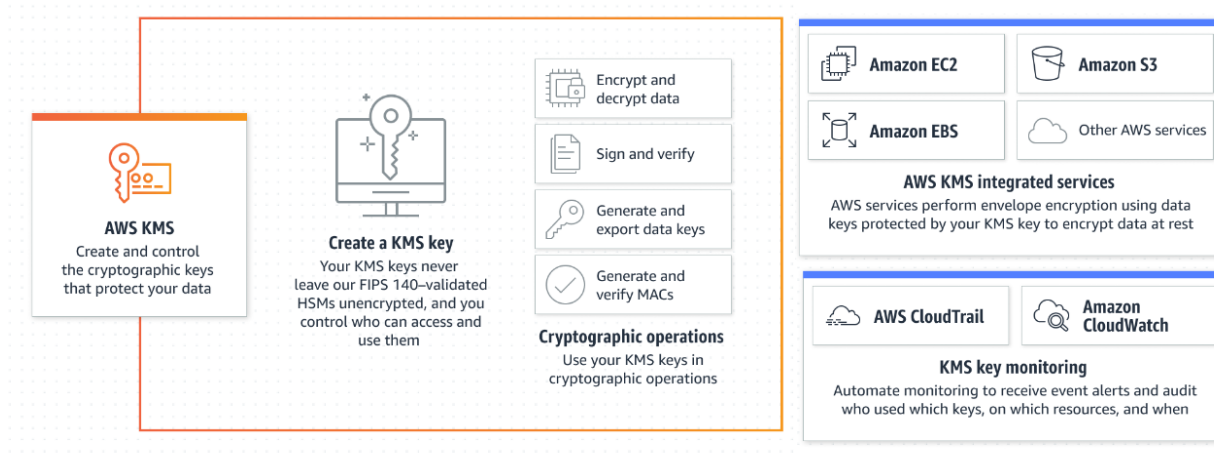 AWS KMS
Create and control
the cryptographic keys
that protect your data
Create a KMS key
Your KMS keys never
leave our FIPS 140–validated
HSMs unencrypted, and you
control who can access and
use them
Encrypt and
decrypt data
Sign and verify
Generate and
export data keys
Generate and
verify MACs
Cryptographic operations
Use your KMS keys in
cryptographic operations
Amazon EC2
Amazon S3
Amazon EBS
Other AWS services
AWS KMS integrated services
AWS services perform envelope encryption using data
keys protected by your KMS key to encrypt data at rest
AWS CloudTrail
Amazon
CloudWatch
KMS key monitoring
Automate monitoring to receive event alerts and audit
who used which keys, on which resources, and when